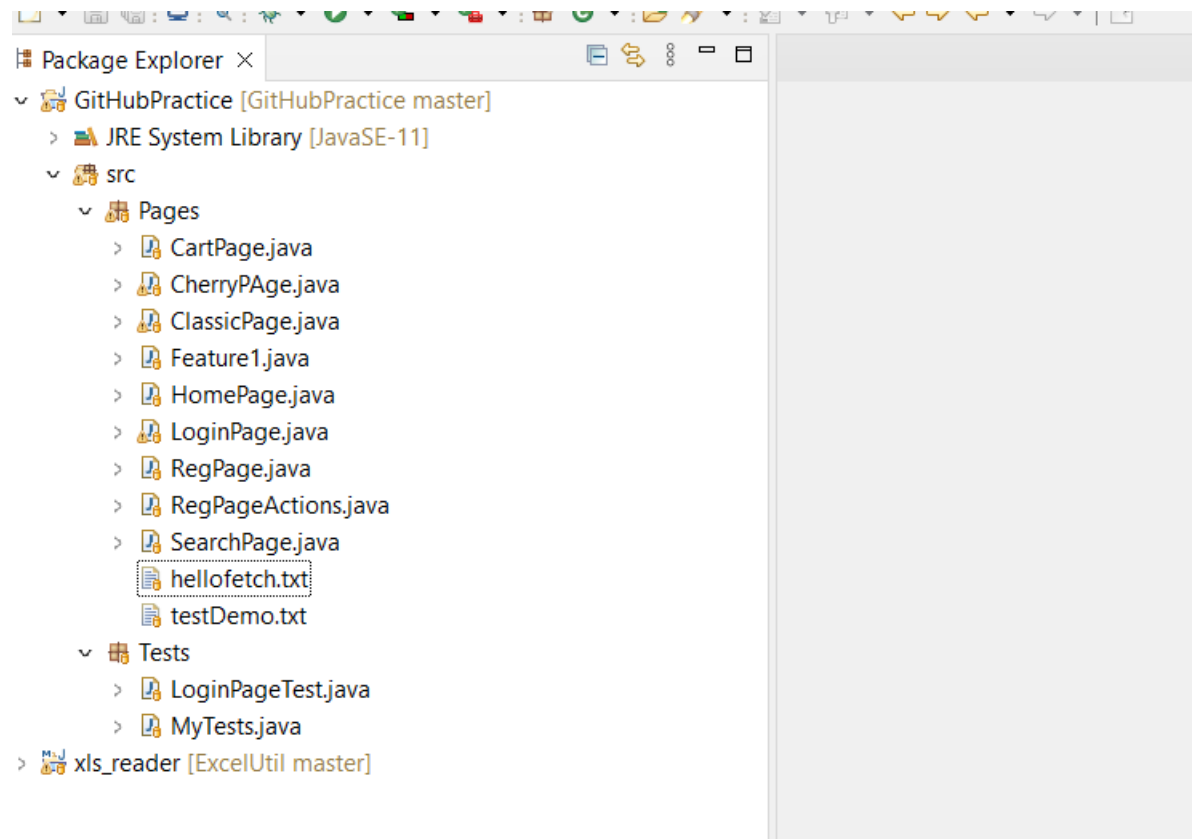 Package Explorer
GitHubPractice [GitHubPractice master]
JRE System Library [JavaSE-11]
src
Pages
CartPage.java
CherryPAge.java
ClassicPage.java
Feature1.java
HomePage.java
LoginPage.java
RegPage.java
RegPageActions.java
SearchPage.java
hellofetch.txt
testDemo.txt
Tests
LoginPageTest.java
MyTests.java
xls_reader [ExcelUtil master]